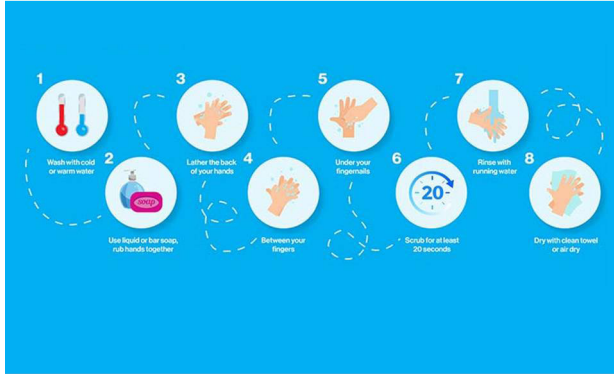 1
Wash with cold
or warm water
2
soap
Use liquid or bar soap,
rub hands together
3
Lather the back
of your hands
4
Between your
fingers
5
Under your
fingernails
6
20
Scrub for at least
20 seconds
7
Rinse with
running water
8
Dry with clean towel
or air dry